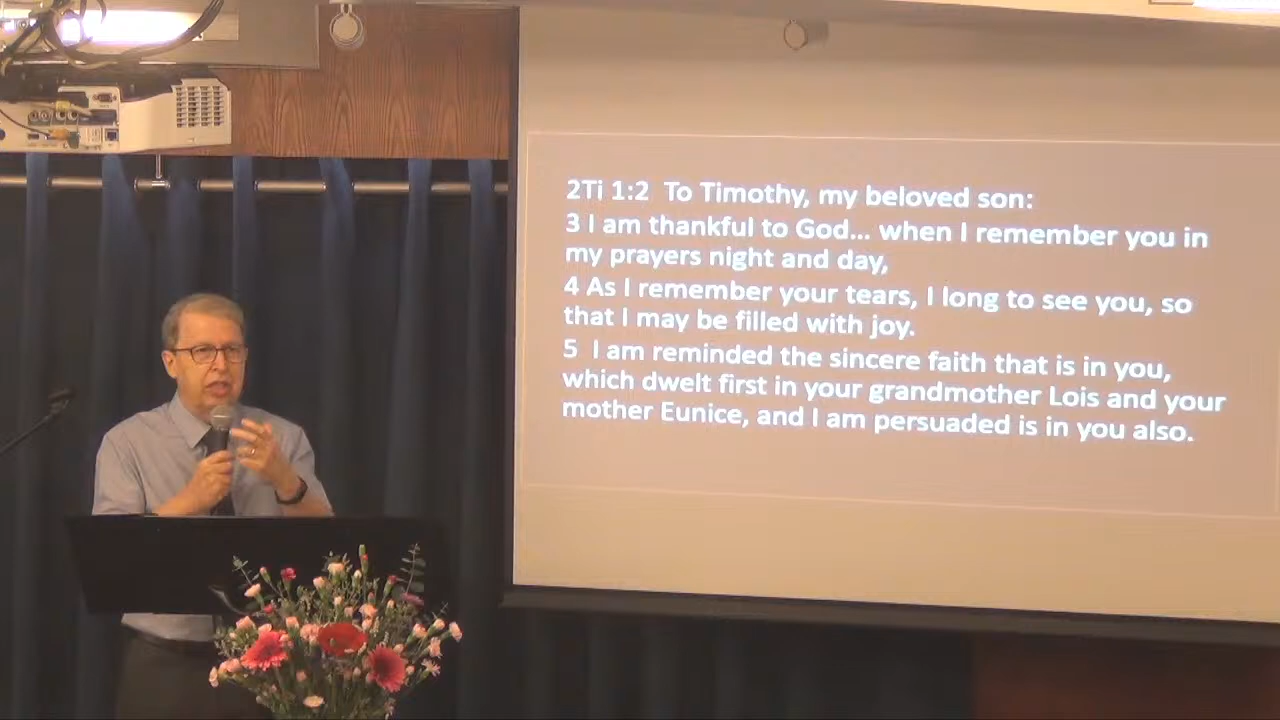 2Ti 1:2 To Timothy, my beloved son:
3 I am thankful to God... when I remember you in
my prayers night and day,
4 As I remember your tears, I long to see you, so
that I may be filled with joy.
5 I am reminded the sincere faith that is in you,
which dwelt first in your grandmother Lois and your
mother Eunice, and I am persuaded is in you also.